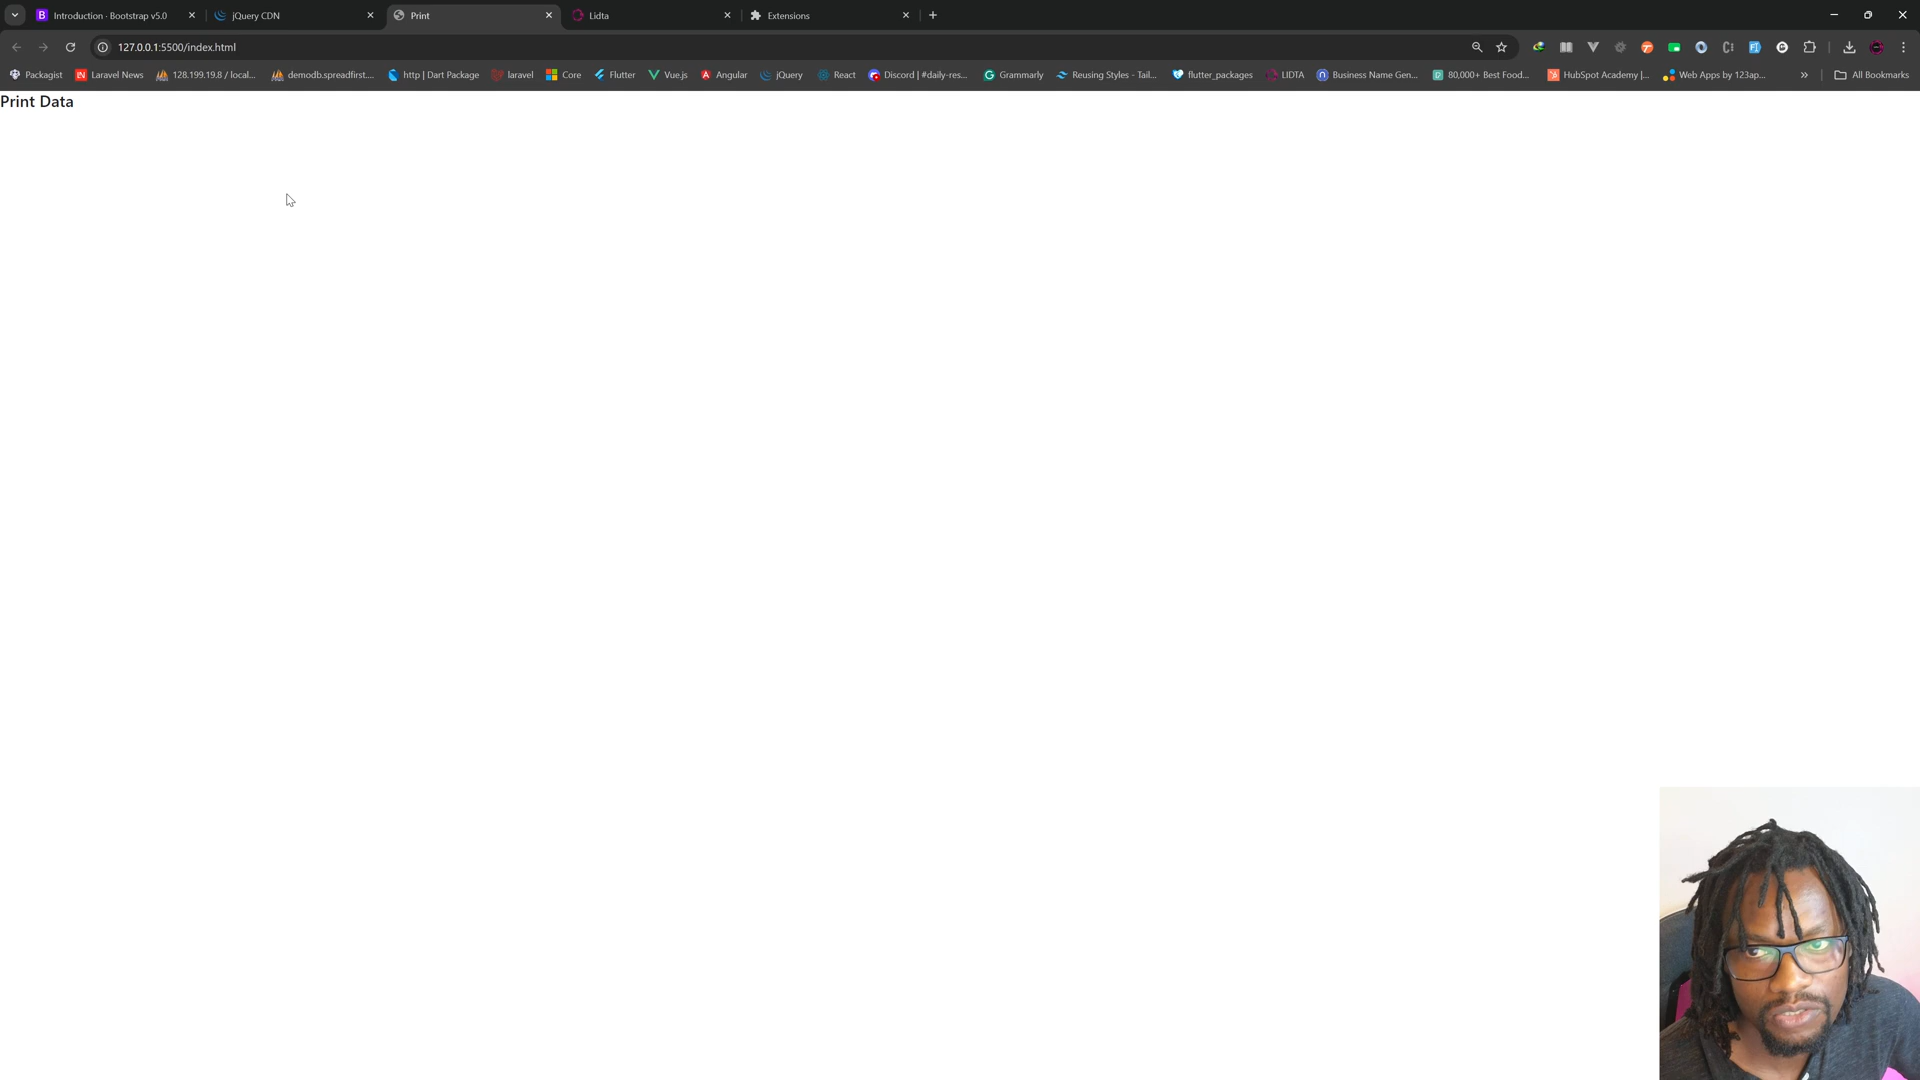 Introduction · Bootstrap v5.0
jQuery CDN
Print
Lidta
Extensions
127.0.0.1:5500/index.html
Packagist
Laravel News
128.199.19.8 / local...
demodb.spreadfirst....
http | Dart Package
laravel
Core
Flutter
Vue.js
Angular
jQuery
React
Discord | #daily-res...
Grammarly
Reusing Styles - Tail...
flutter_packages
LIDTA
Business Name Gen...
80,000+ Best Food...
HubSpot Academy |...
Web Apps by 123ap...
All Bookmarks
Print Data